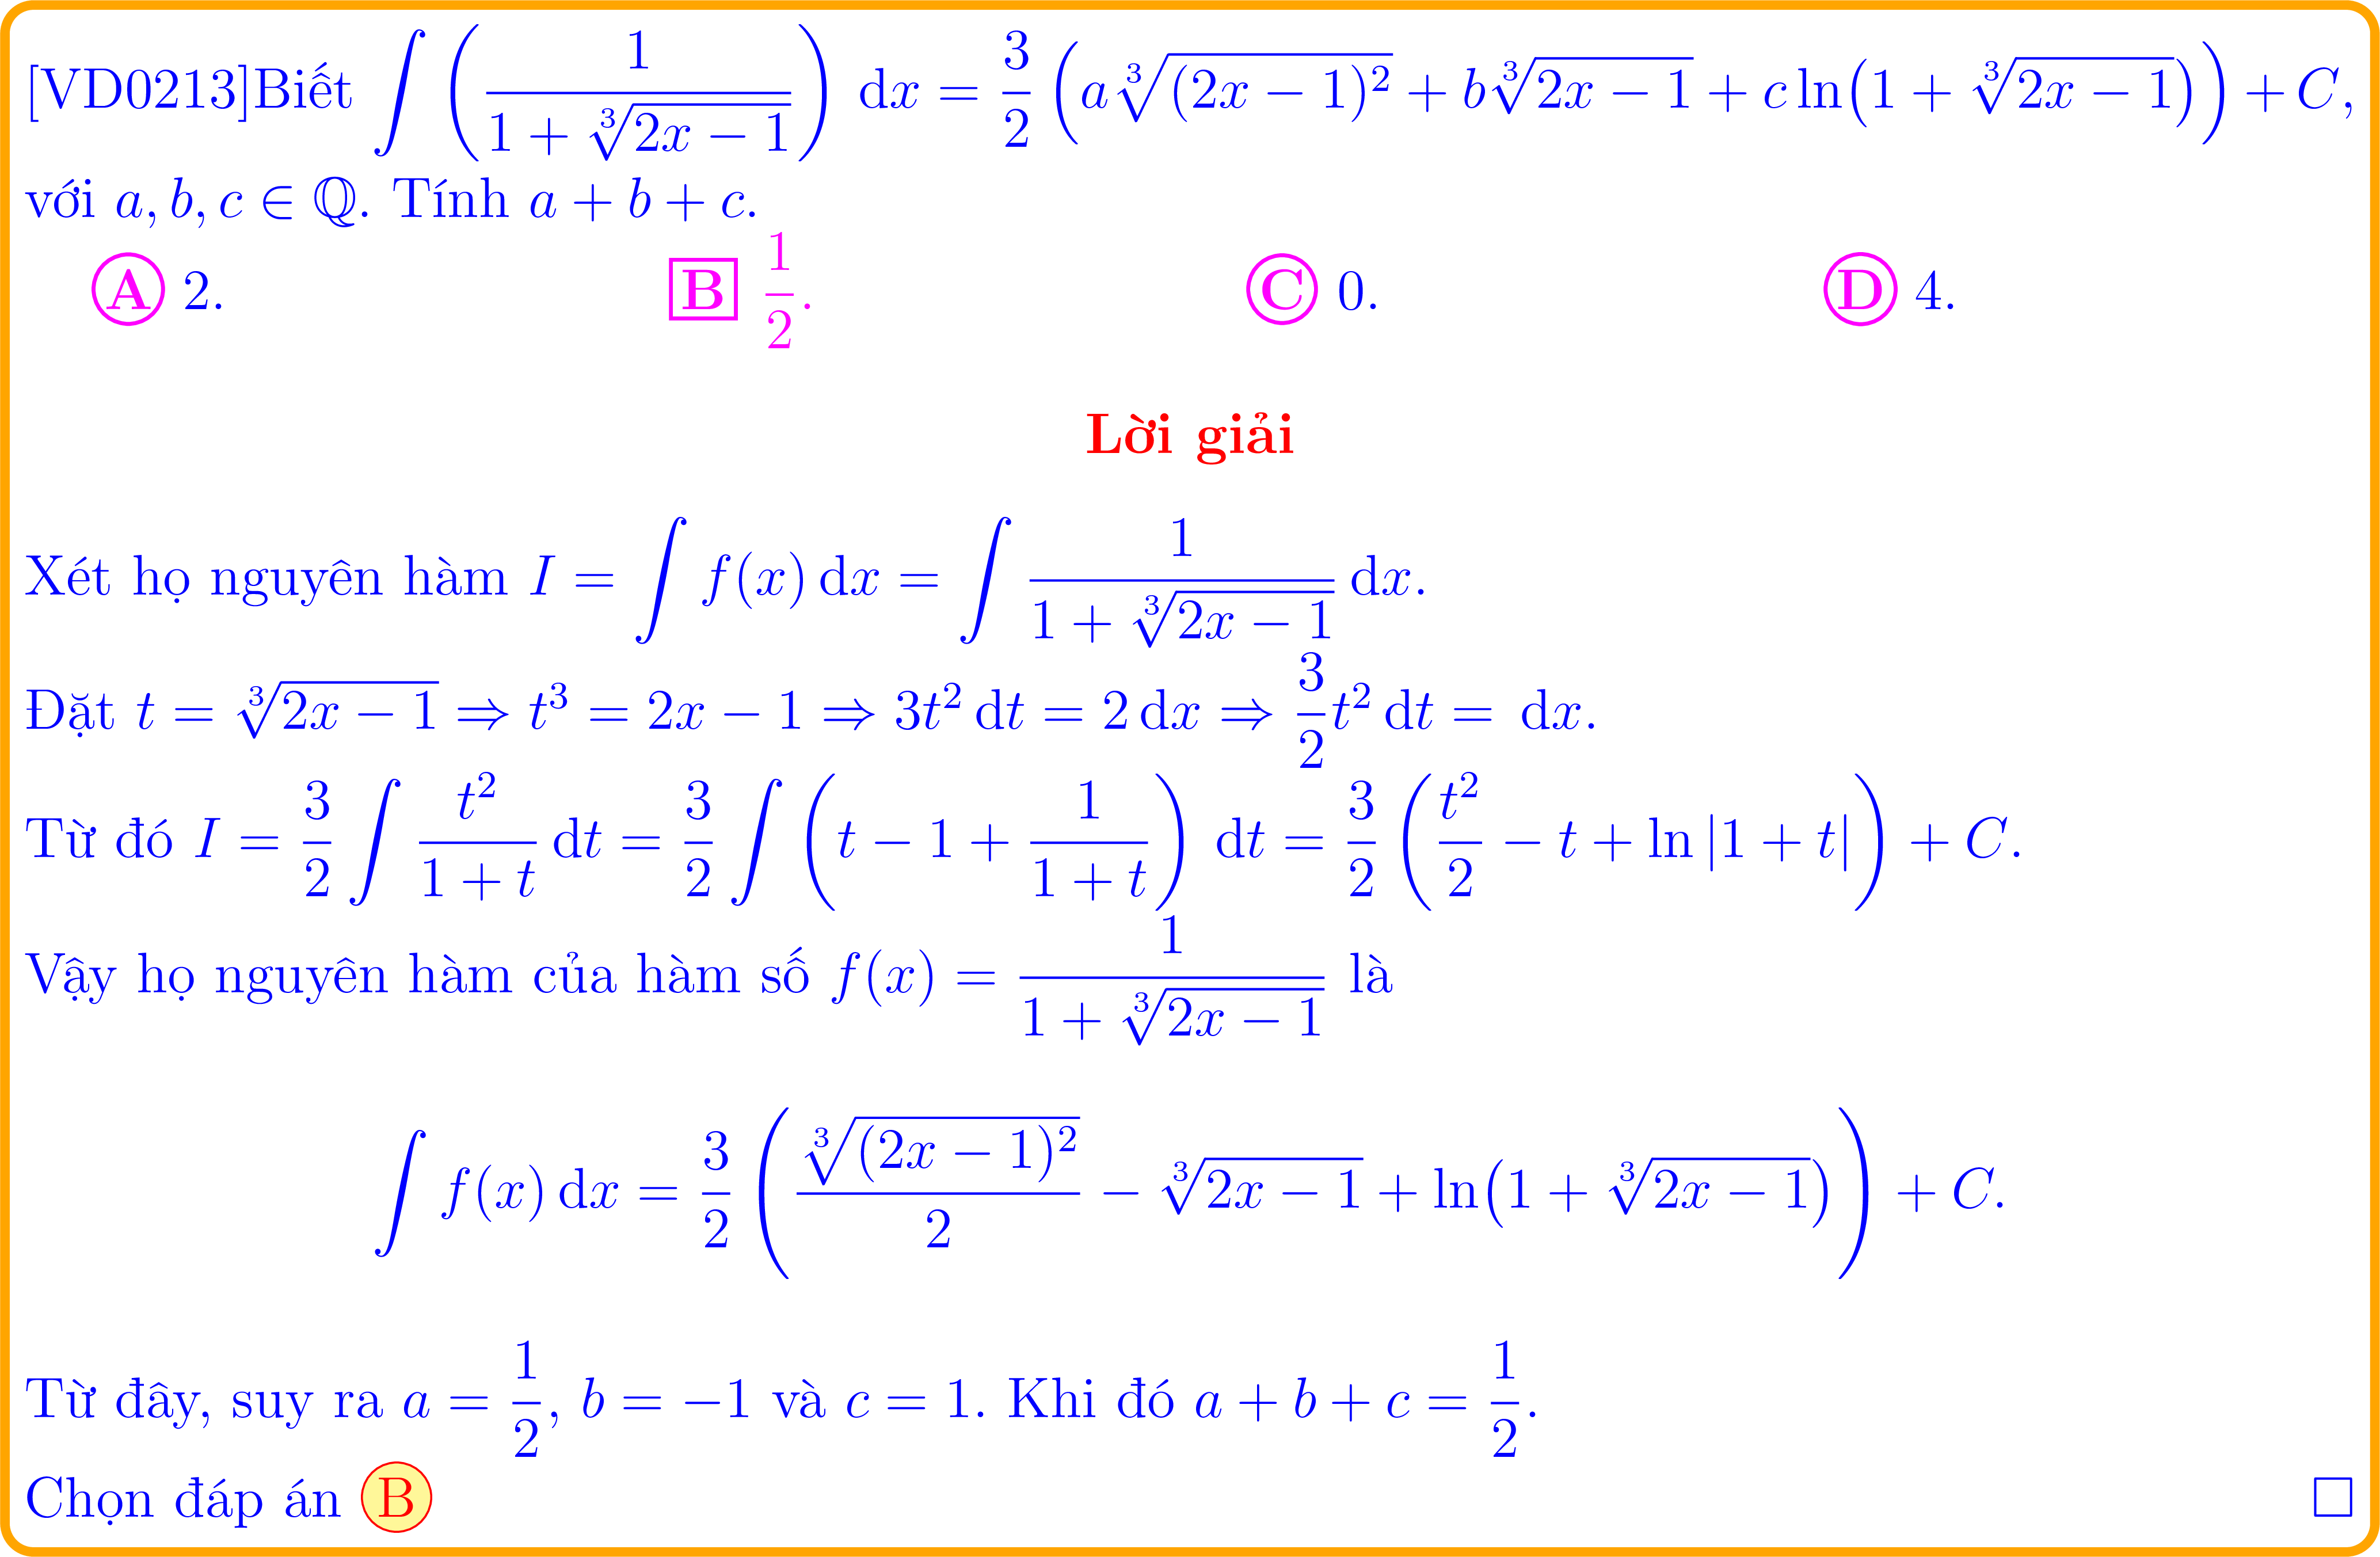 [VD0213]Biết $\int \left(\frac{1}{1+\sqrt[3]{2x-1}}\right) \mathrm{d}x = \frac{3}{2}\left(a\sqrt[3]{(2x-1)^2}+b\sqrt[3]{2x-1}+c\ln(1+\sqrt[3]{2x-1})\right)+C$,
với $a, b, c \in \mathbb{Q}$. Tính $a+b+c$.
A 2. B $\frac{1}{2}$. C 0. D 4.
Lời giải
Xét họ nguyên hàm $I = \int f(x)\,\mathrm{d}x = \int \frac{1}{1+\sqrt[3]{2x-1}}\,\mathrm{d}x$.
Đặt $t = \sqrt[3]{2x-1} \Rightarrow t^3 = 2x-1 \Rightarrow 3t^2\,\mathrm{d}t = 2\,\mathrm{d}x \Rightarrow \frac{3}{2}t^2\,\mathrm{d}t = \mathrm{d}x$.
Từ đó $I = \frac{3}{2}\int \frac{t^2}{1+t}\,\mathrm{d}t = \frac{3}{2}\int \left(t-1+\frac{1}{1+t}\right) \mathrm{d}t = \frac{3}{2}\left(\frac{t^2}{2}-t+\ln|1+t|\right)+C$.
Vậy họ nguyên hàm của hàm số $f(x) = \frac{1}{1+\sqrt[3]{2x-1}}$ là
$\int f(x)\,\mathrm{d}x = \frac{3}{2}\left(\frac{\sqrt[3]{(2x-1)^2}}{2}-\sqrt[3]{2x-1}+\ln(1+\sqrt[3]{2x-1})\right)+C$.
Từ đây, suy ra $a = \frac{1}{2}$, $b = -1$ và $c = 1$. Khi đó $a+b+c = \frac{1}{2}$.
Chọn đáp án B □